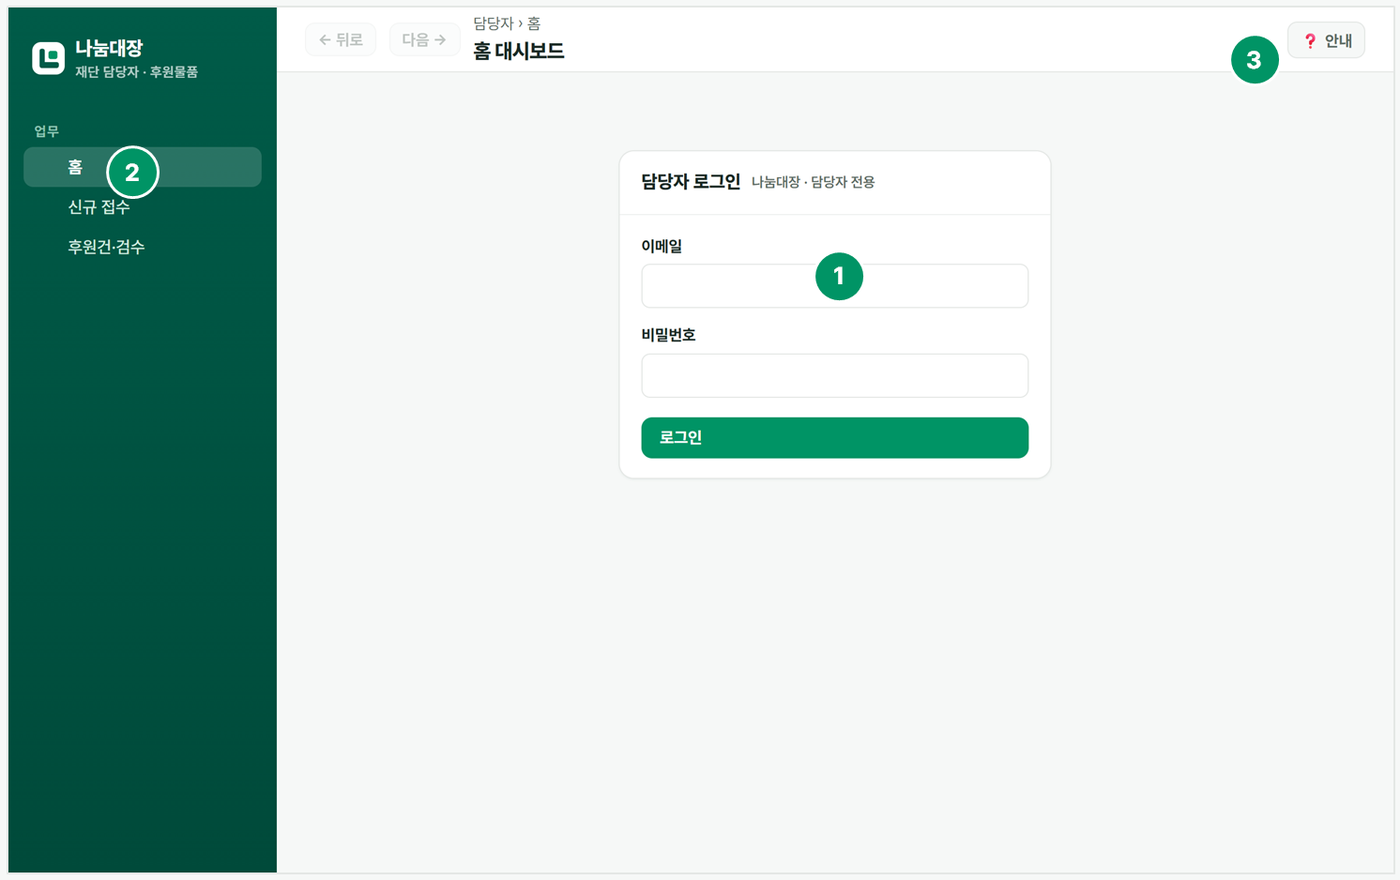 나눔대장
재단 담당자 · 후원물품
업무
홈
2
신규 접수
후원건·검수
← 뒤로
다음 →
담당자 › 홈
홈 대시보드
3
❓ 안내
담당자 로그인 나눔대장 · 담당자 전용
이메일
1
비밀번호
로그인